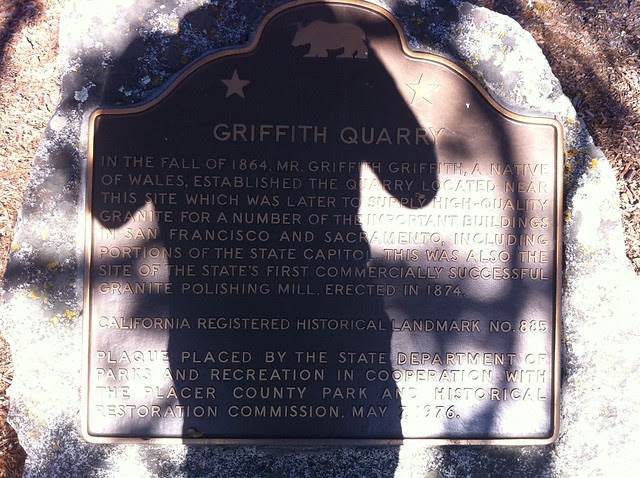 GRIFFITH QUARRY
IN THE FALL OF 1864, MR. GRIFFITH GRIFFITH, A NATIVE
OF WALES, ESTABLISHED THE QUARRY LOCATED NEAR
THIS SITE WHICH WAS LATER TO SUPPLY HIGH-QUALITY
GRANITE FOR A NUMBER OF THE IMPORTANT BUILDINGS
IN SAN FRANCISCO AND SACRAMENTO, INCLUDING
PORTIONS OF THE STATE CAPITOL. THIS WAS ALSO THE
SITE OF THE STATE'S FIRST COMMERCIALLY SUCCESSFUL
GRANITE POLISHING MILL, ERECTED IN 1874.
CALIFORNIA REGISTERED HISTORICAL LANDMARK NO. 885
PLAQUE PLACED BY THE STATE DEPARTMENT OF
PARKS AND RECREATION IN COOPERATION WITH
THE PLACER COUNTY PARK AND HISTORICAL
RESTORATION COMMISSION, MAY 7, 1976.